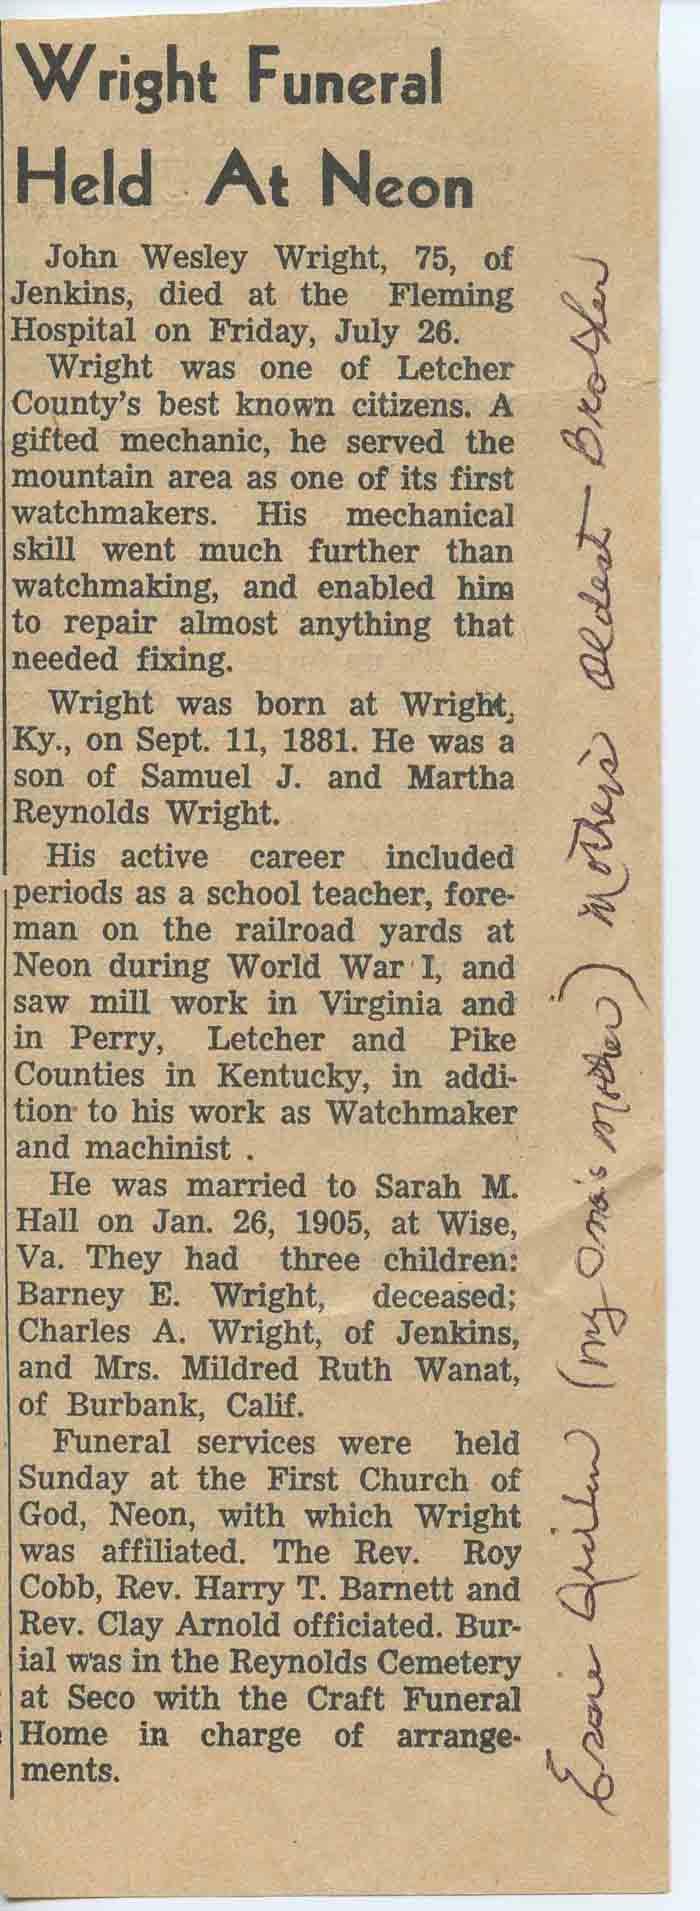 Wright Funeral
Held At Neon
John Wesley Wright, 75, of
Jenkins, died at the Fleming
Hospital on Friday, July 26.
Wright was one of Letcher
County's best known citizens. A
gifted mechanic, he served the
mountain area as one of its first
watchmakers. His mechanical
skill went much further than
watchmaking, and enabled him
to repair almost anything that
needed fixing.
Wright was born at Wright,
Ky., on Sept. 11, 1881. He was a
son of Samuel J. and Martha
Reynolds Wright.
His active career included
periods as a school teacher, fore-
man on the railroad yards at
Neon during World War I, and
saw mill work in Virginia and
in Perry, Letcher and Pike
Counties in Kentucky, in addi-
tion to his work as Watchmaker
and machinist .
He was married to Sarah M.
Hall on Jan. 26, 1905, at Wise,
Va. They had three children:
Barney E. Wright, deceased;
Charles A. Wright, of Jenkins,
and Mrs. Mildred Ruth Wanat,
of Burbank, Calif.
Funeral services were held
Sunday at the First Church of
God, Neon, with which Wright
was affiliated. The Rev. Roy
Cobb, Rev. Harry T. Barnett and
Rev. Clay Arnold officiated. Bur-
ial was in the Reynolds Cemetery
at Seco with the Craft Funeral
Home in charge of arrange-
ments.
(my Ona's mother) Mother's oldest Brother